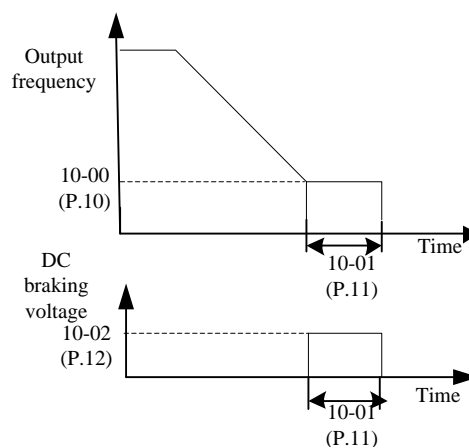 Output
frequency
10-00
(P.10)
Time
10-01
(P.11)
DC
braking
voltage
10-02
(P.12)
Time
10-01
(P.11)